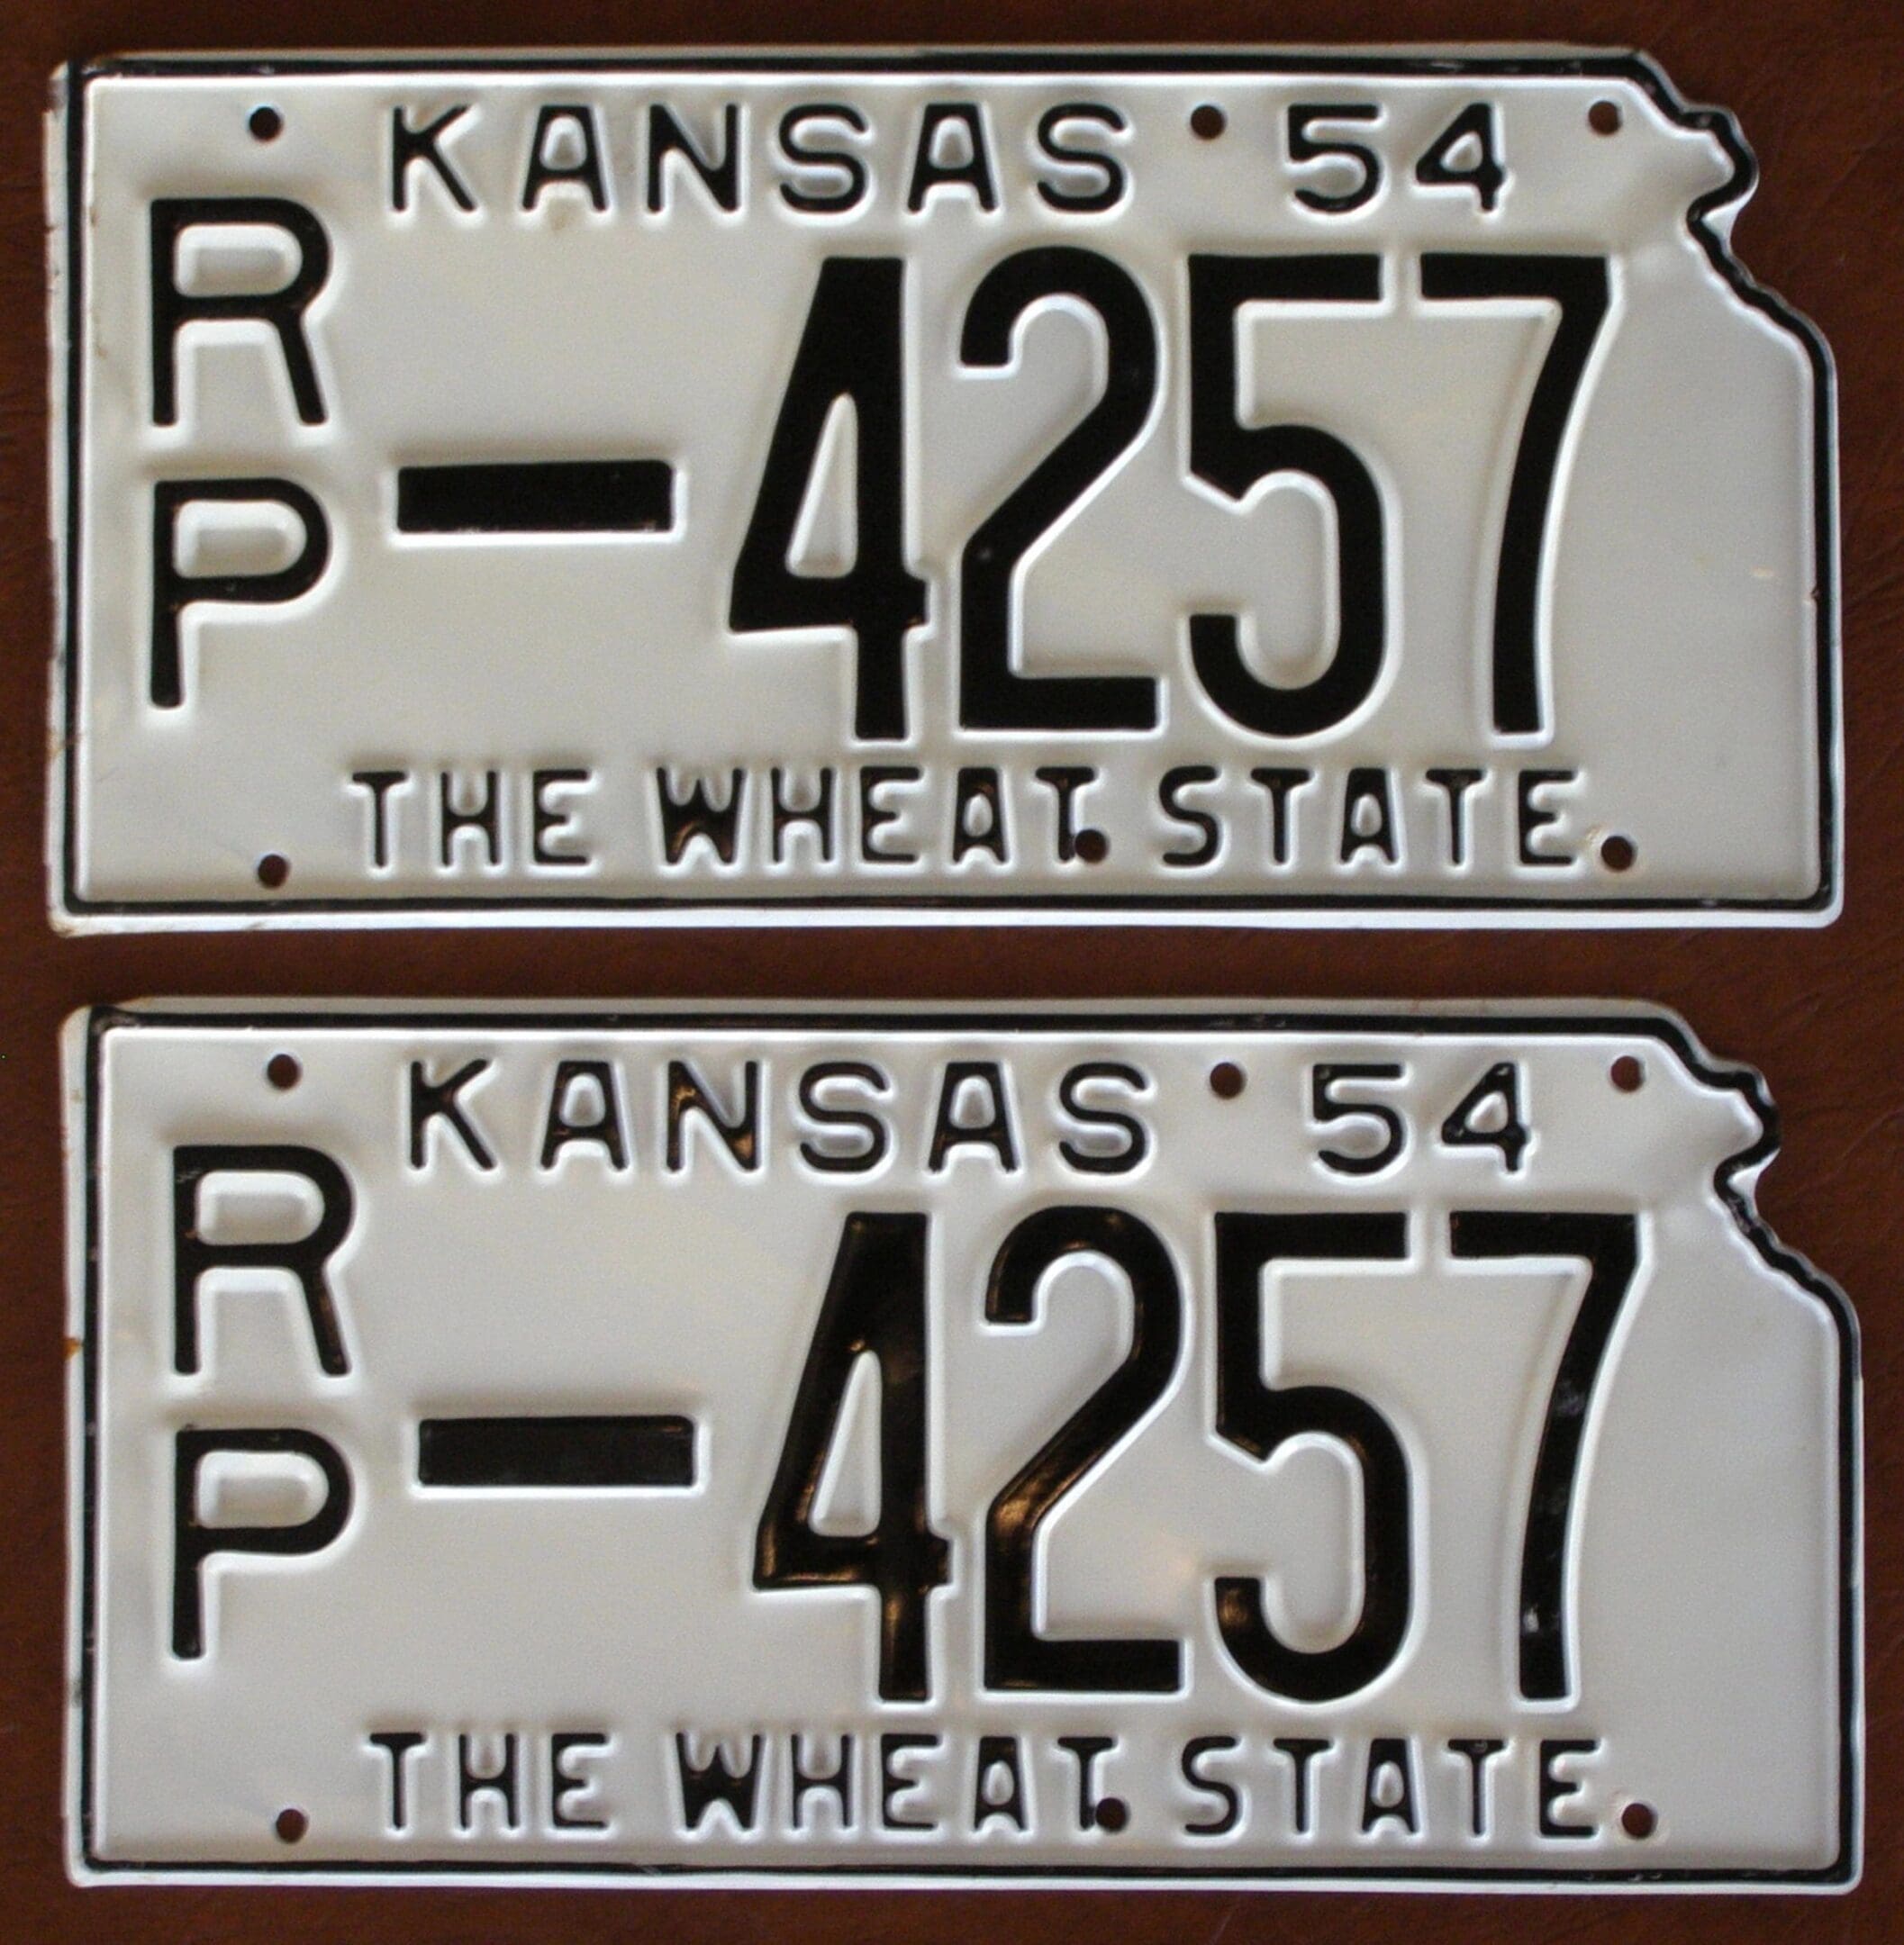 KANSAS 54
RP-4257
THE WHEAT STATE
KANSAS 54
RP-4257
THE WHEAT STATE